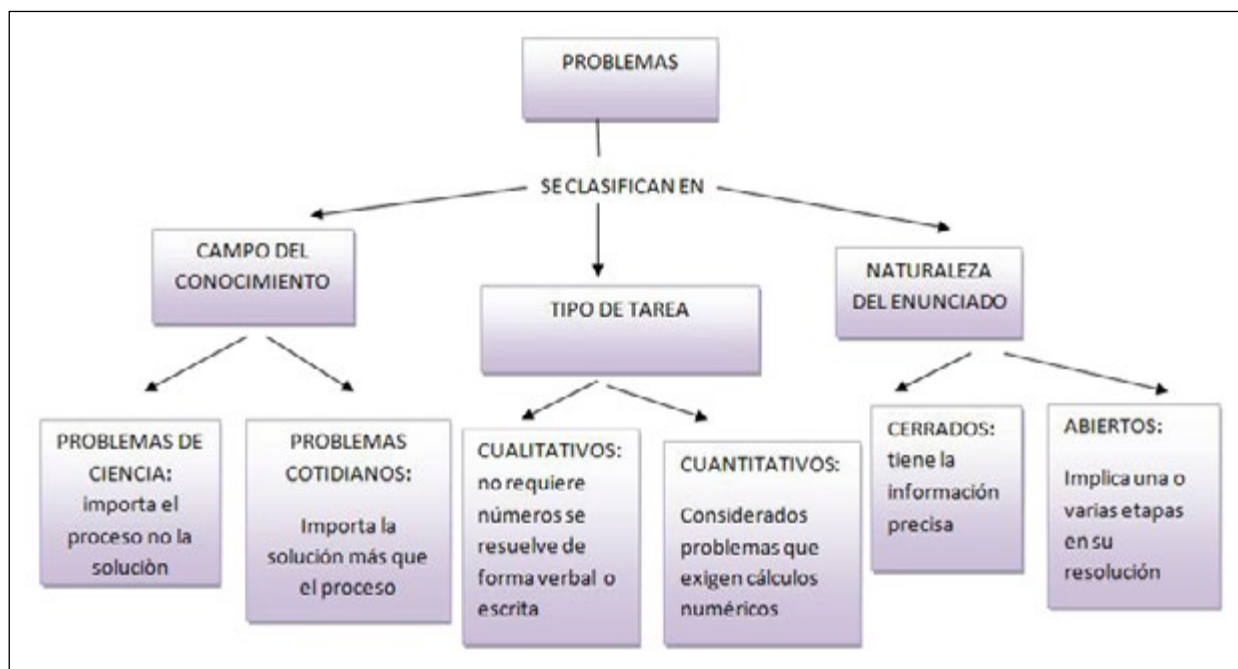 PROBLEMAS
SE CLASIFICAN EN
CAMPO DEL
CONOCIMIENTO
TIPO DE TAREA
NATURALEZA
DEL ENUNCIADO
PROBLEMAS DE
CIENCIA:
importa el
proceso no la
soluciòn
PROBLEMAS
COTIDIANOS:
Importa la
solución más que
el proceso
CUALITATIVOS:
no requiere
números se
resuelve de
forma verbal o
escrita
CUANTITATIVOS:
Considerados
problemas que
exigen cálculos
numéricos
CERRADOS:
tiene la
información
precisa
ABIERTOS:
Implica una o
varias etapas
en su
resolución